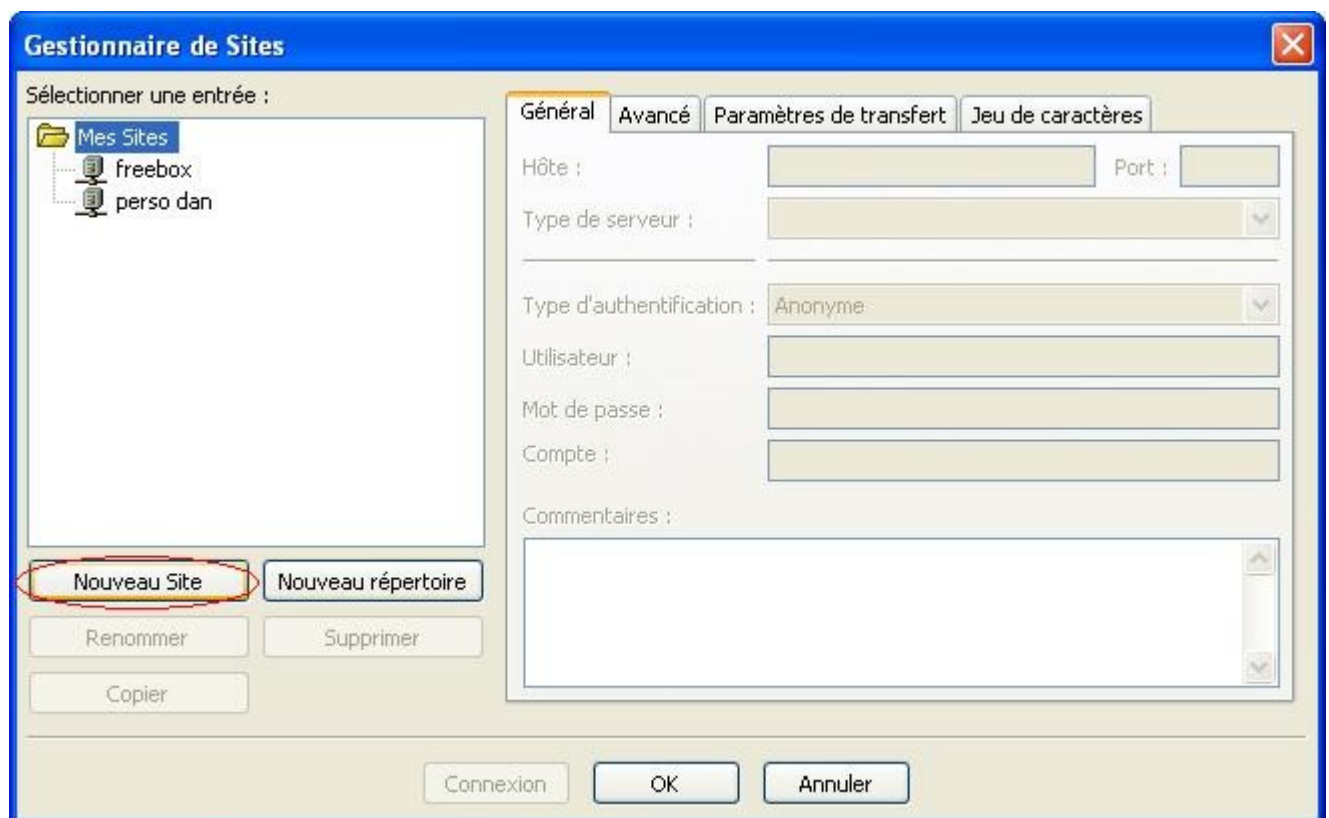 Gestionnaire de Sites
Sélectionner une entrée :
Mes Sites
freebox
perso dan
Nouveau Site
Nouveau répertoire
Renommer
Supprimer
Copier
Général
Avancé
Paramètres de transfert
Jeu de caractères
Hôte :
Port :
Type de serveur :
Type d'authentification :
Anonyme
Utilisateur :
Mot de passe :
Compte :
Commentaires :
Connexion
OK
Annuler